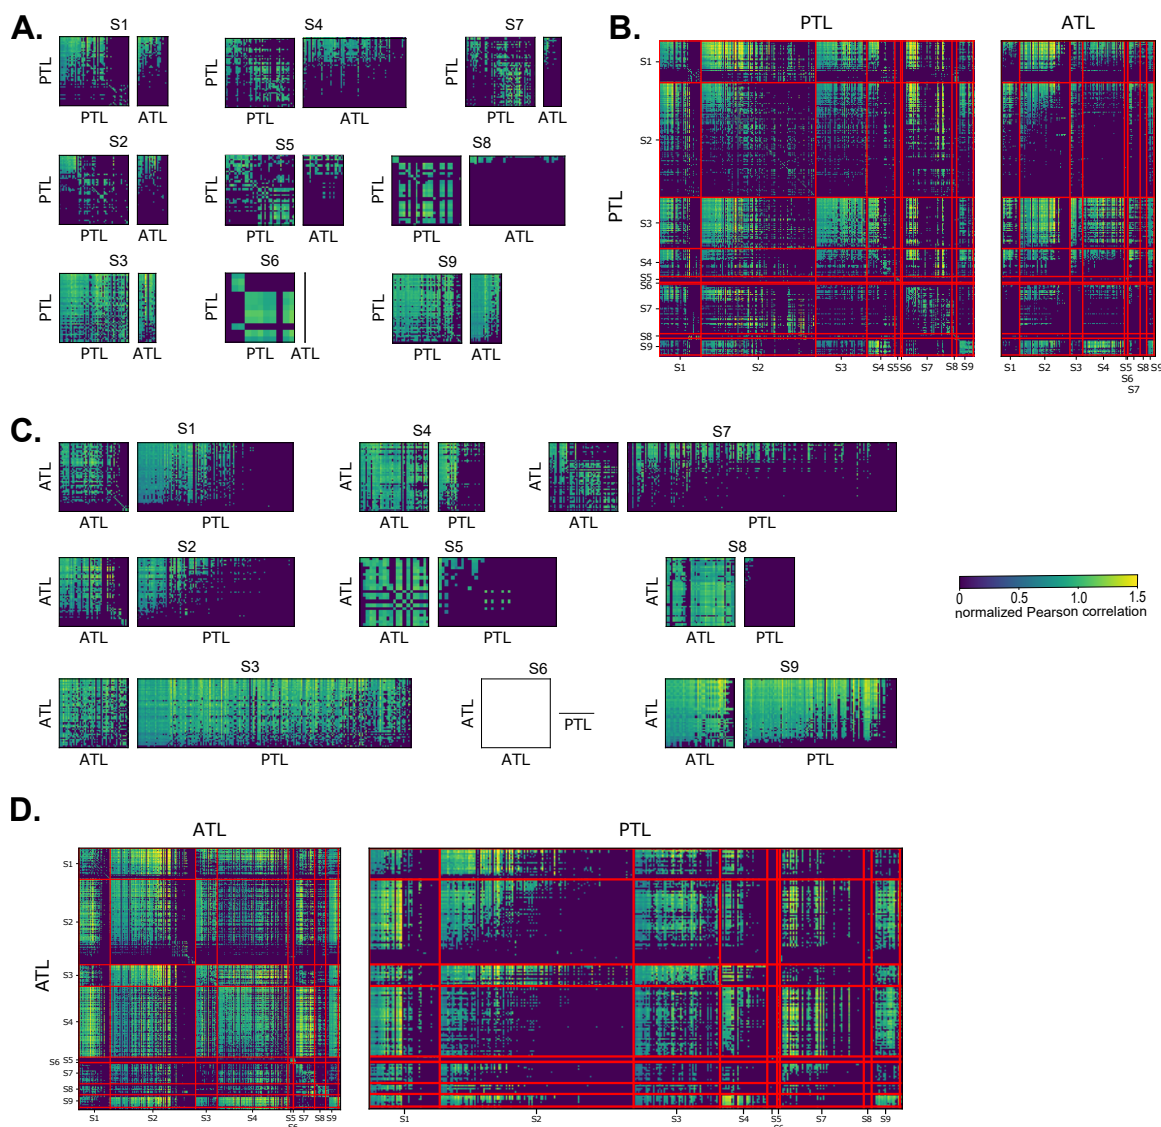 A.
S1
PTL
PTL
ATL
S4
PTL
PTL
ATL
S7
PTL
PTL
ATL
S2
PTL
PTL
ATL
S5
PTL
PTL
ATL
S8
PTL
PTL
ATL
S3
PTL
PTL
ATL
S6
PTL
PTL
ATL
S9
PTL
PTL
ATL
B.
PTL
ATL
PTL
S1
S2
S3
S4
S5
S6
S7
S8
S9
S1 S2 S3 S4 S5 S6 S7 S8 S9
S1 S2 S3 S4 S5 S8 S9
S6
S7
C.
S1
ATL
ATL
PTL
S4
ATL
ATL
PTL
S7
ATL
ATL
PTL
S2
ATL
ATL
PTL
S5
ATL
ATL
PTL
S8
ATL
ATL
PTL
S3
ATL
ATL
PTL
S6
ATL
ATL
PTL
S9
ATL
ATL
PTL
0 0.5 1.0 1.5
normalized Pearson correlation
D.
ATL
PTL
ATL
S1
S2
S3
S4
S6 S5
S7
S8
S9
S1 S2 S3 S4 S5 S7 S8 S9
S6
S1 S2 S3 S4 S5 S7 S8 S9